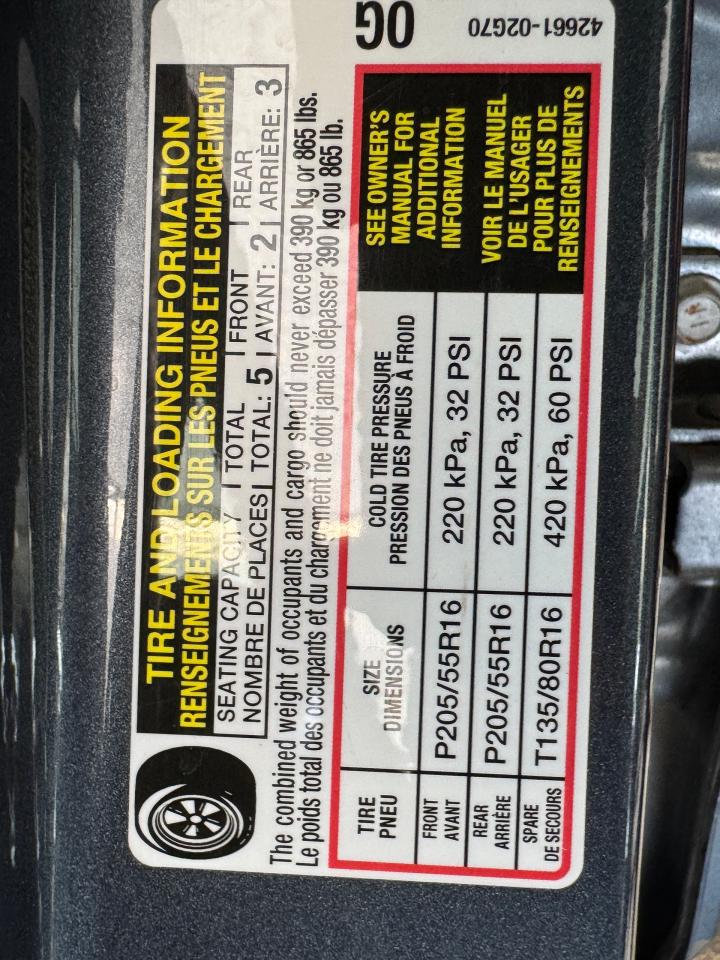 TIRE AND LOADING INFORMATION
RENSEIGNEMENTS SUR LES PNEUS ET LE CHARGEMENT
SEATING CAPACITY TOTAL FRONT REAR
NOMBRE DE PLACES TOTAL: 5 AVANT: 2 ARRIÈRE: 3
The combined weight of occupants and cargo should never exceed 390 kg or 865 lbs.
Le poids total des occupants et du chargement ne doit jamais dépasser 390 kg ou 865 lb.
TIRE SIZE COLD TIRE PRESSURE
PNEU DIMENSIONS PRESSION DES PNEUS À FROID
FRONT
AVANT P205/55R16 220 kPa, 32 PSI
REAR
ARRIÈRE P205/55R16 220 kPa, 32 PSI
SPARE
DE SECOURS T135/80R16 420 kPa, 60 PSI
SEE OWNER'S
MANUAL FOR
ADDITIONAL
INFORMATION
VOIR LE MANUEL
DE L'USAGER
POUR PLUS DE
RENSEIGNEMENTS
0G
42661-02G70